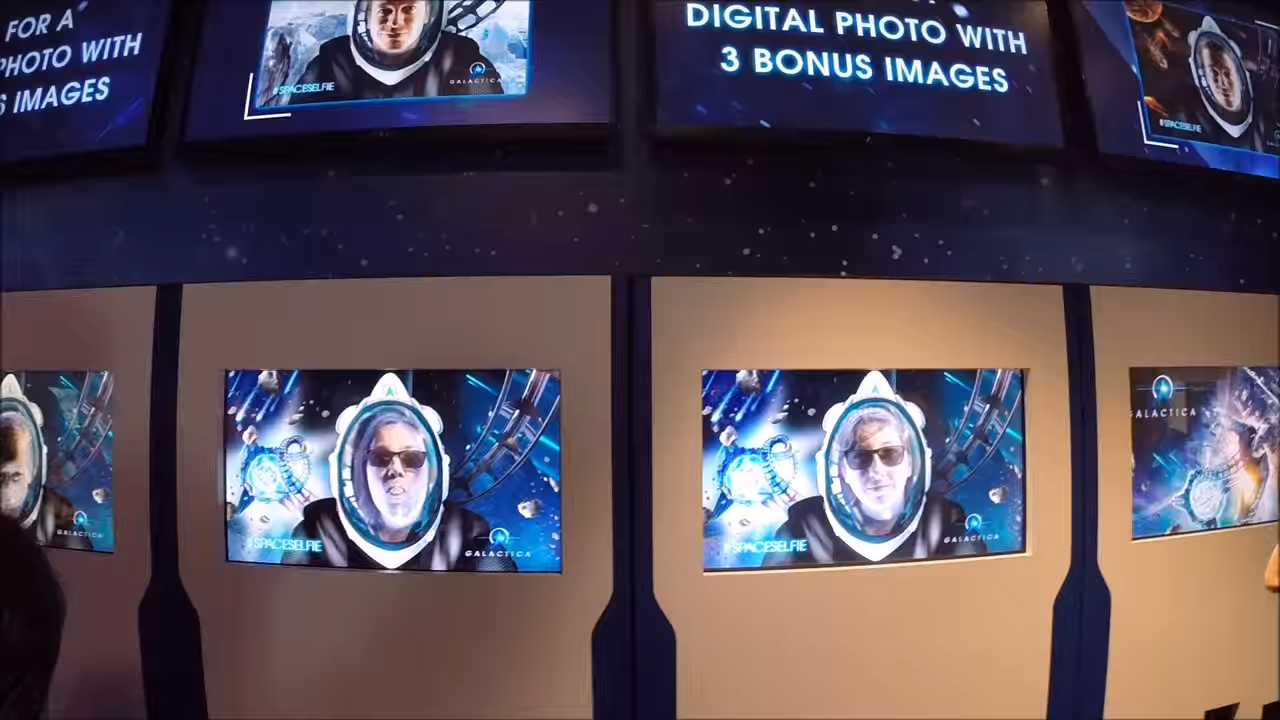 FOR A
PHOTO WITH
IMAGES
#SPACESELFIE
GALACTICA
DIGITAL PHOTO WITH
3 BONUS IMAGES
#SPACESELFIE
GALACTICA
#SPACESELFIE
GALACTICA
#SPACESELFIE
GALACTICA
GALACTICA